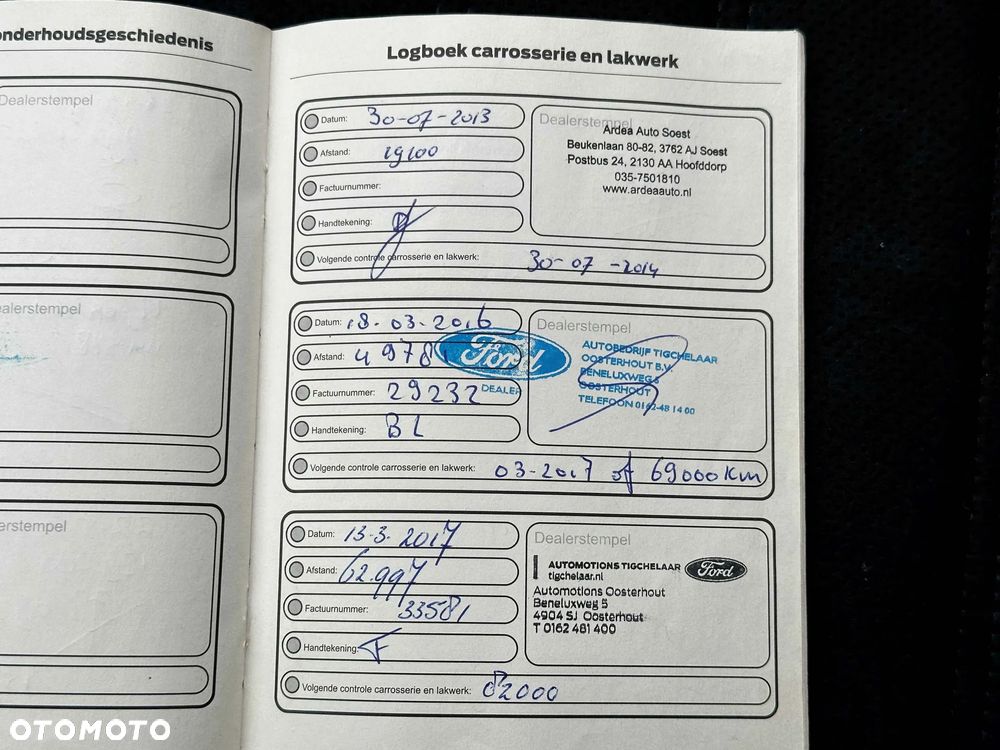 onderhoudsgeschiedenis
Dealerstempel
ealerstempel
erstempel
Logboek carrosserie en lakwerk
Datum: 30-07-2013
Afstand: 19100
Factuurnummer:
Handtekening:
Volgende controle carrosserie en lakwerk: 30-07-2014
Dealerstempel
Ardea Auto Soest
Beukenlaan 80-82, 3762 AJ Soest
Postbus 24, 2130 AA Hoofddorp
035-7501810
www.ardeaauto.nl
Datum: 18-03-2016
Afstand: 49781
Factuurnummer: 29232
Handtekening: BL
Volgende controle carrosserie en lakwerk: 03-2017 of 69000km
Ford
DEALER
Dealerstempel
AUTOBEDRIJF TIGCHELAAR
OOSTERHOUT B.V.
BENELUXWEG 5
OOSTERHOUT
TELEFOON 0162-48 14 00
Datum: 13-3-2017
Afstand: 62.997
Factuurnummer: 33581
Handtekening:
Volgende controle carrosserie en lakwerk: 82000
Dealerstempel
AUTOMOTIONS TIGCHELAAR Ford
tigchelaar.nl
Automotions Oosterhout
Beneluxweg 5
4904 SJ Oosterhout
T 0162 481 400
OTOMOTO